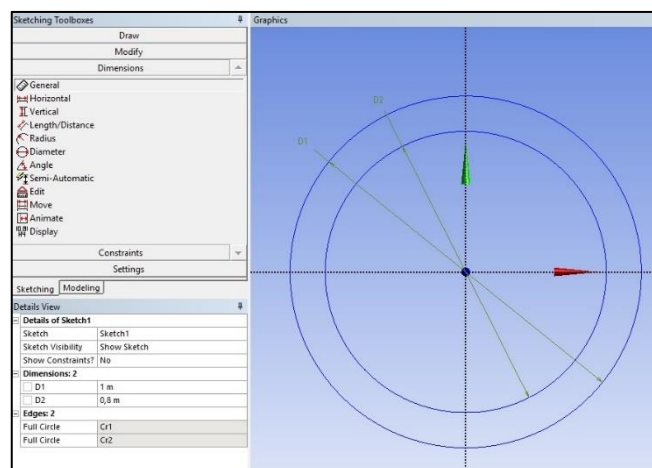 Sketching Toolboxes
Draw
Modify
Dimensions
General
Horizontal
Vertical
Length/Distance
Radius
Diameter
Angle
Semi-Automatic
Edit
Move
Animate
Display
Constraints
Settings
Sketching Modeling
Details View
Details of Sketch1
Sketch Sketch1
Sketch Visibility Show Sketch
Show Constraints? No
Dimensions: 2
D1 1 m
D2 0,8 m
Edges: 2
Full Circle Cr1
Full Circle Cr2
Graphics
D2
D1